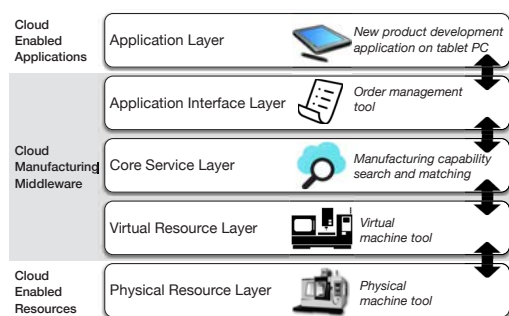 Cloud
Enabled
Applications
Application Layer
New product development
application on tablet PC
Application Interface Layer
Order management
tool
Cloud
Manufacturing
Middleware
Core Service Layer
Manufacturing capability
search and matching
Virtual Resource Layer
Virtual
machine tool
Cloud
Enabled
Resources
Physical Resource Layer
Physical
machine tool